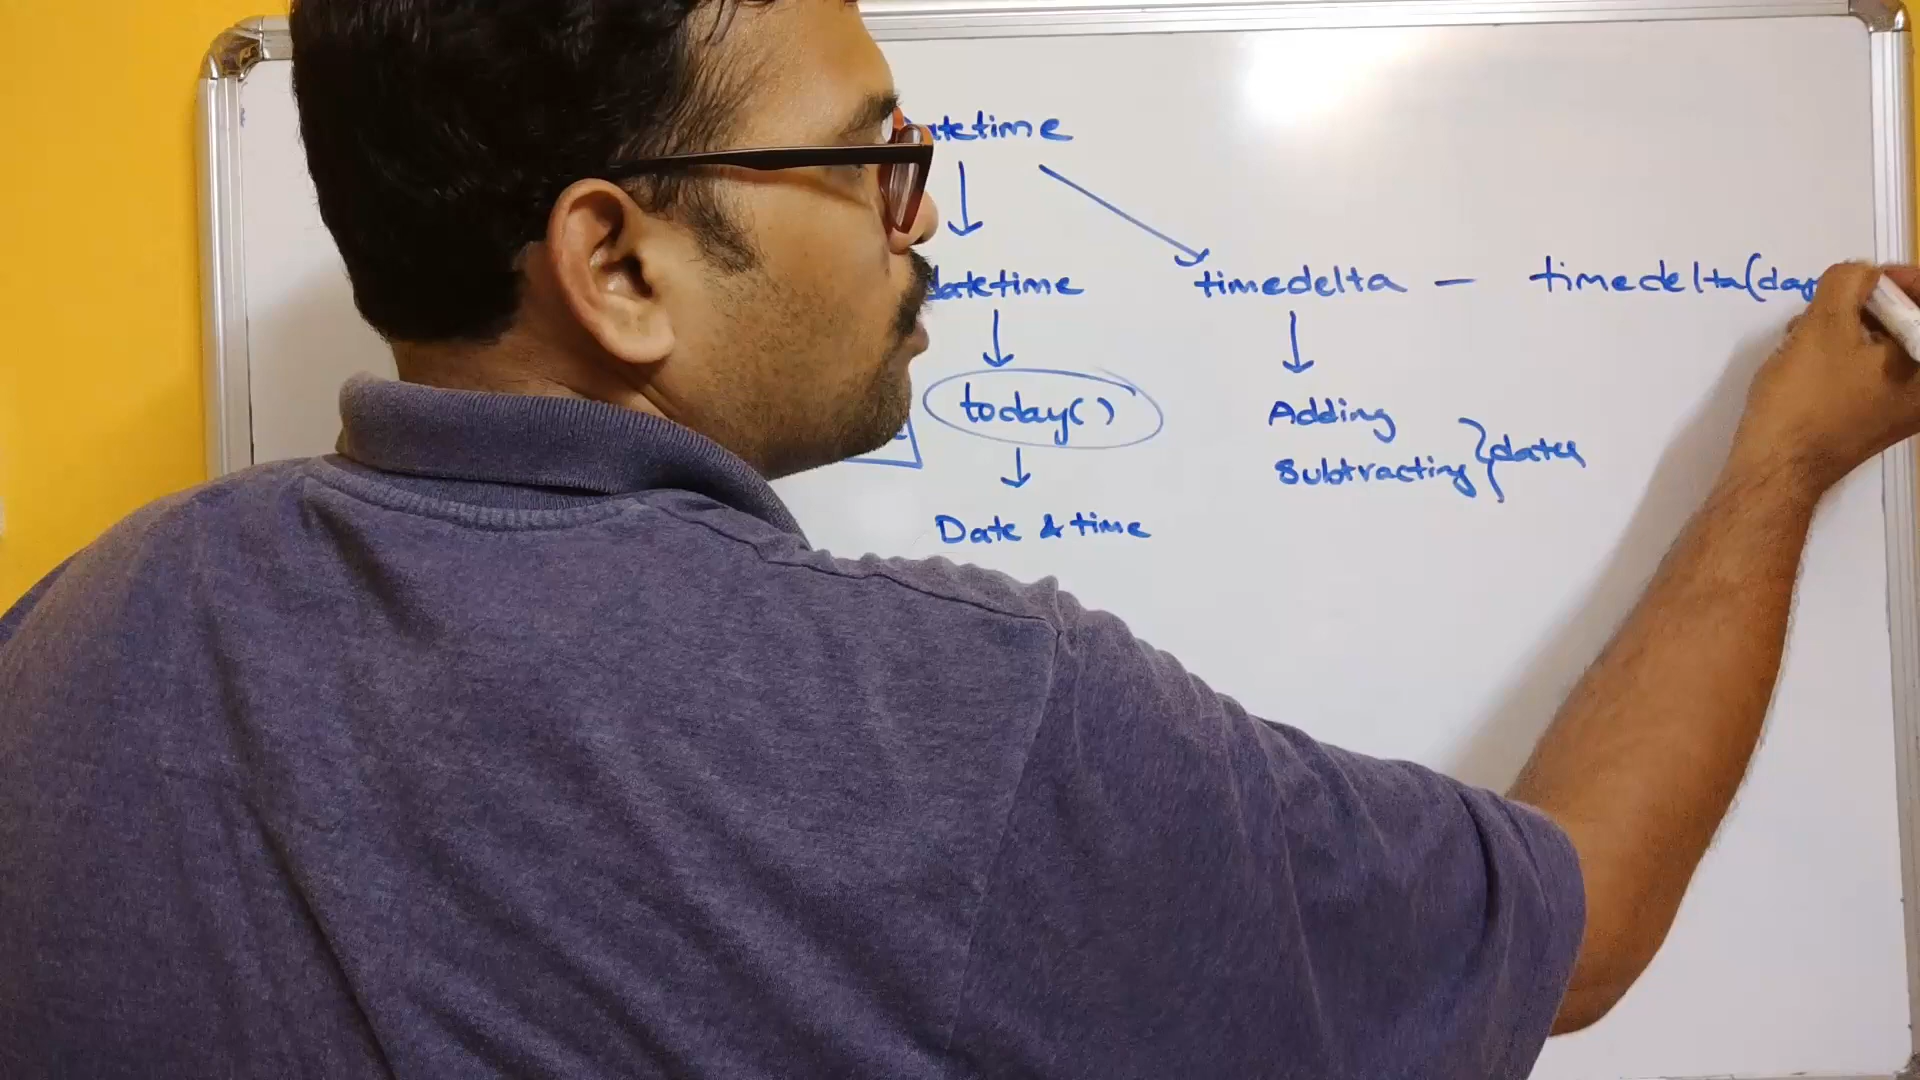 datetime
datetime
timedelta — timedelta(day
today()
Adding
Subtracting } dates
Date & time